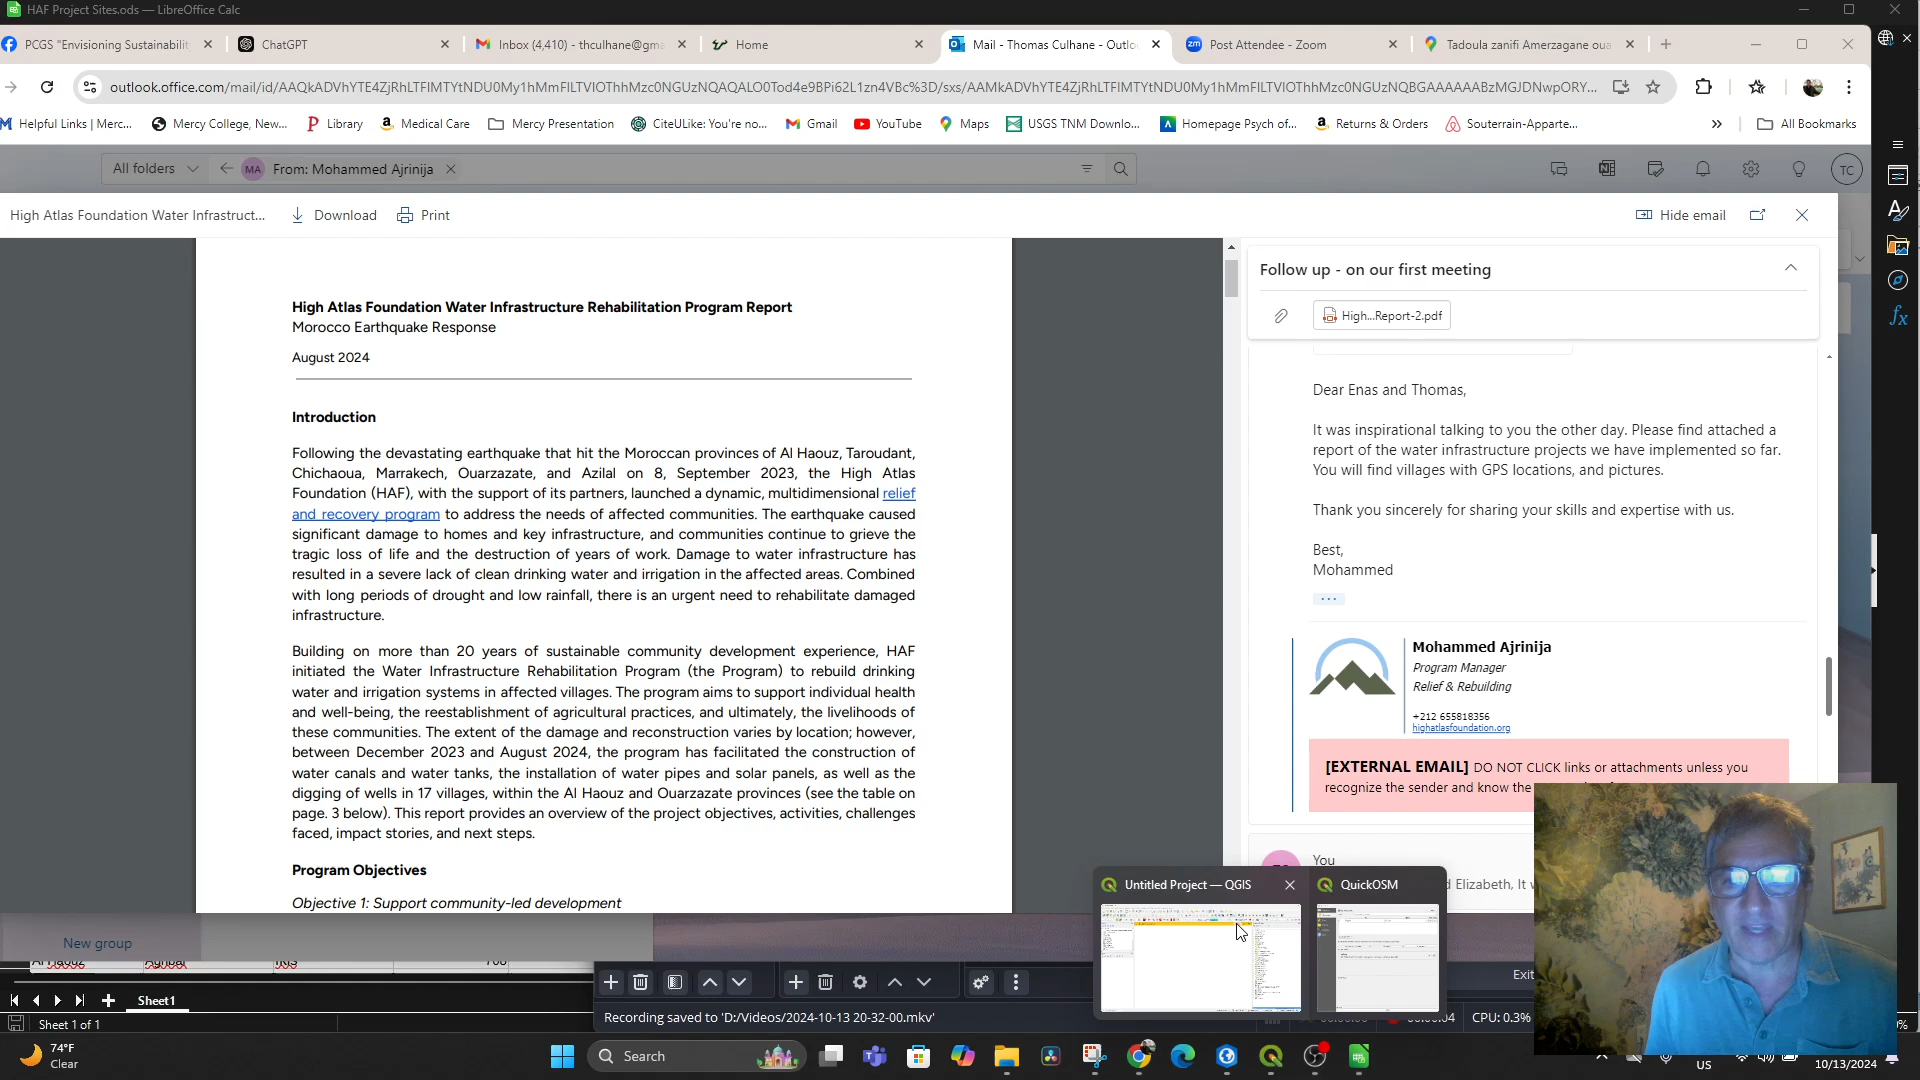 HAF Project Sites.ods — LibreOffice Calc
PCGS "Envisioning Sustainabilit
ChatGPT
Inbox (4,410) - thculhane@gma
Home
Mail - Thomas Culhane - Outlo
Post Attendee - Zoom
Tadoula zanifi Amerzagane oua
Helpful Links | Merc...
Mercy College, New...
Library
Medical Care
Mercy Presentation
CiteULike: You're no...
Gmail
YouTube
Maps
USGS TNM Downlo...
Homepage Psych of...
Returns & Orders
Souterrain-Apparte...
All Bookmarks
All folders
MA
From: Mohammed Ajrinija
TC
High Atlas Foundation Water Infrastruct...
Download
Print
Hide email
High Atlas Foundation Water Infrastructure Rehabilitation Program Report
Morocco Earthquake Response
August 2024
Introduction
Following the devastating earthquake that hit the Moroccan provinces of Al Haouz, Taroudant,
Chichaoua, Marrakech, Ouarzazate, and Azilal on 8, September 2023, the High Atlas
Foundation (HAF), with the support of its partners, launched a dynamic, multidimensional relief
and recovery program to address the needs of affected communities. The earthquake caused
significant damage to homes and key infrastructure, and communities continue to grieve the
tragic loss of life and the destruction of years of work. Damage to water infrastructure has
resulted in a severe lack of clean drinking water and irrigation in the affected areas. Combined
with long periods of drought and low rainfall, there is an urgent need to rehabilitate damaged
infrastructure.
Building on more than 20 years of sustainable community development experience, HAF
initiated the Water Infrastructure Rehabilitation Program (the Program) to rebuild drinking
water and irrigation systems in affected villages. The program aims to support individual health
and well-being, the reestablishment of agricultural practices, and ultimately, the livelihoods of
these communities. The extent of the damage and reconstruction varies by location; however,
between December 2023 and August 2024, the program has facilitated the construction of
water canals and water tanks, the installation of water pipes and solar panels, as well as the
digging of wells in 17 villages, within the Al Haouz and Ouarzazate provinces (see the table on
page. 3 below). This report provides an overview of the project objectives, activities, challenges
faced, impact stories, and next steps.
Program Objectives
Objective 1: Support community-led development
Follow up - on our first meeting
High...Report-2.pdf
Dear Enas and Thomas,
It was inspirational talking to you the other day. Please find attached a
report of the water infrastructure projects we have implemented so far.
You will find villages with GPS locations, and pictures.
Thank you sincerely for sharing your skills and expertise with us.
Best,
Mohammed
Mohammed Ajrinija
Program Manager
Relief & Rebuilding
+212 655818356
highatlasfoundation.org
[EXTERNAL EMAIL] DO NOT CLICK links or attachments unless you
recognize the sender and know the
You
d Elizabeth, It w
Untitled Project — QGIS
QuickOSM
New group
Sheet1
Exit
Recording saved to 'D:/Videos/2024-10-13 20-32-00.mkv'
CPU: 0.3%
Sheet 1 of 1
74°F
Clear
Search
US
10/13/2024